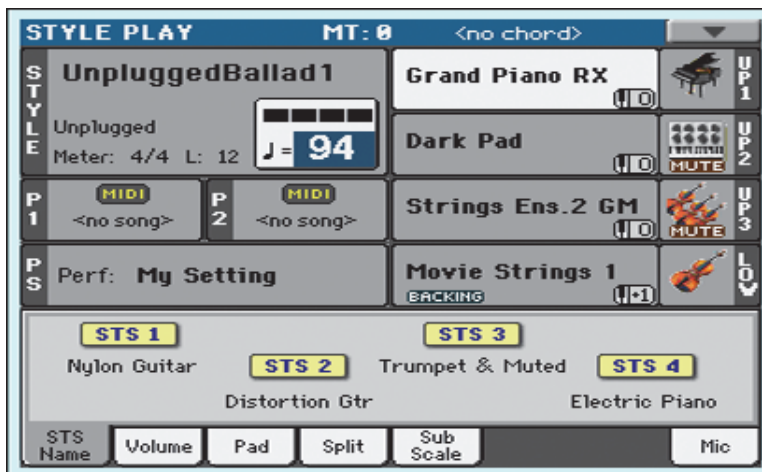 STYLE PLAY MT: 0 <no chord>
STYLE
UnpluggedBallad1
Unplugged
Meter: 4/4 L: 12
♩= 94
Grand Piano RX
0
UP1
Dark Pad
0
MUTE
UP2
P1
MIDI
<no song>
P2
MIDI
<no song>
Strings Ens.2 GM
0
MUTE
UP3
PS
Perf: My Setting
Movie Strings 1
BACKING
+1
LOW
STS 1
Nylon Guitar
STS 2
Distortion Gtr
STS 3
Trumpet & Muted
STS 4
Electric Piano
STS Name
Volume
Pad
Split
Sub Scale
Mic